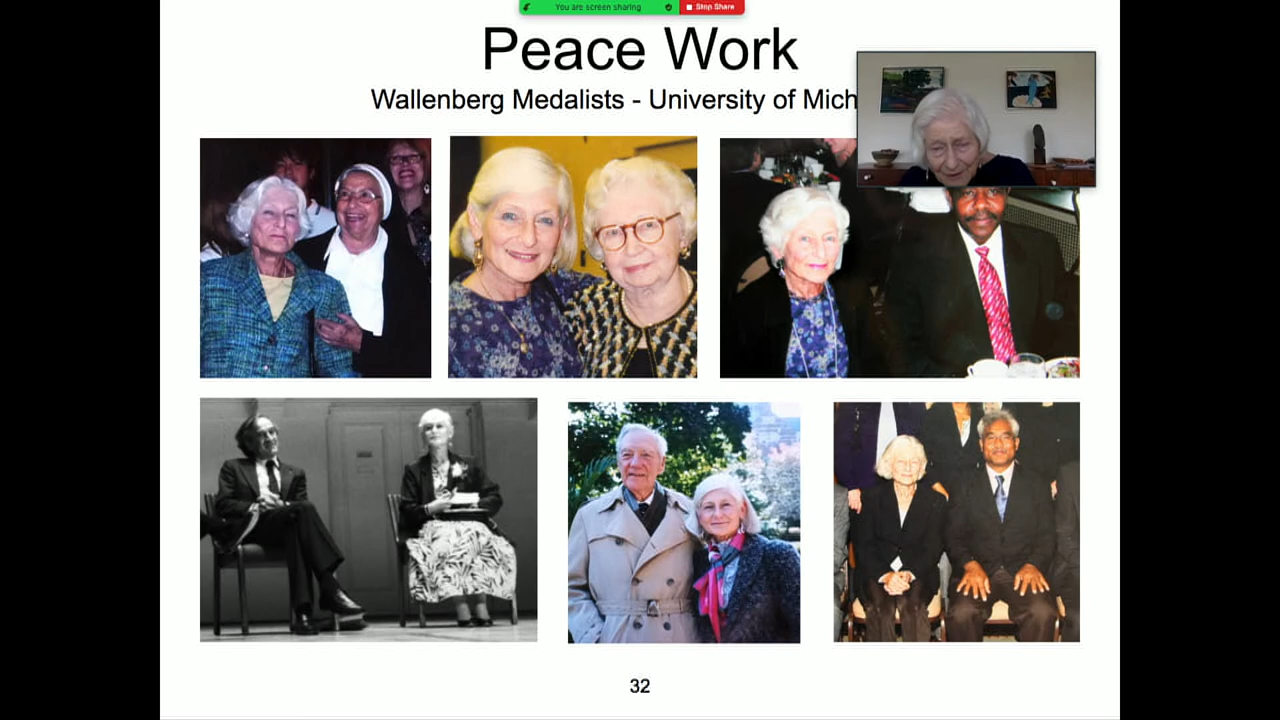 You are screen sharing
Stop Share
Peace Work
Wallenberg Medalists - University of Mich
32